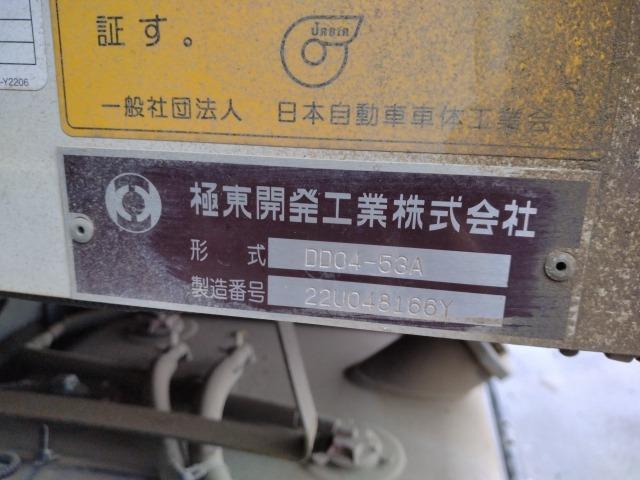 証す。
JABIA
一般社団法人 日本自動車車体工業会
-Y2206
極東開発工業株式会社
形式 DD04-53A
製造番号 22U048166Y